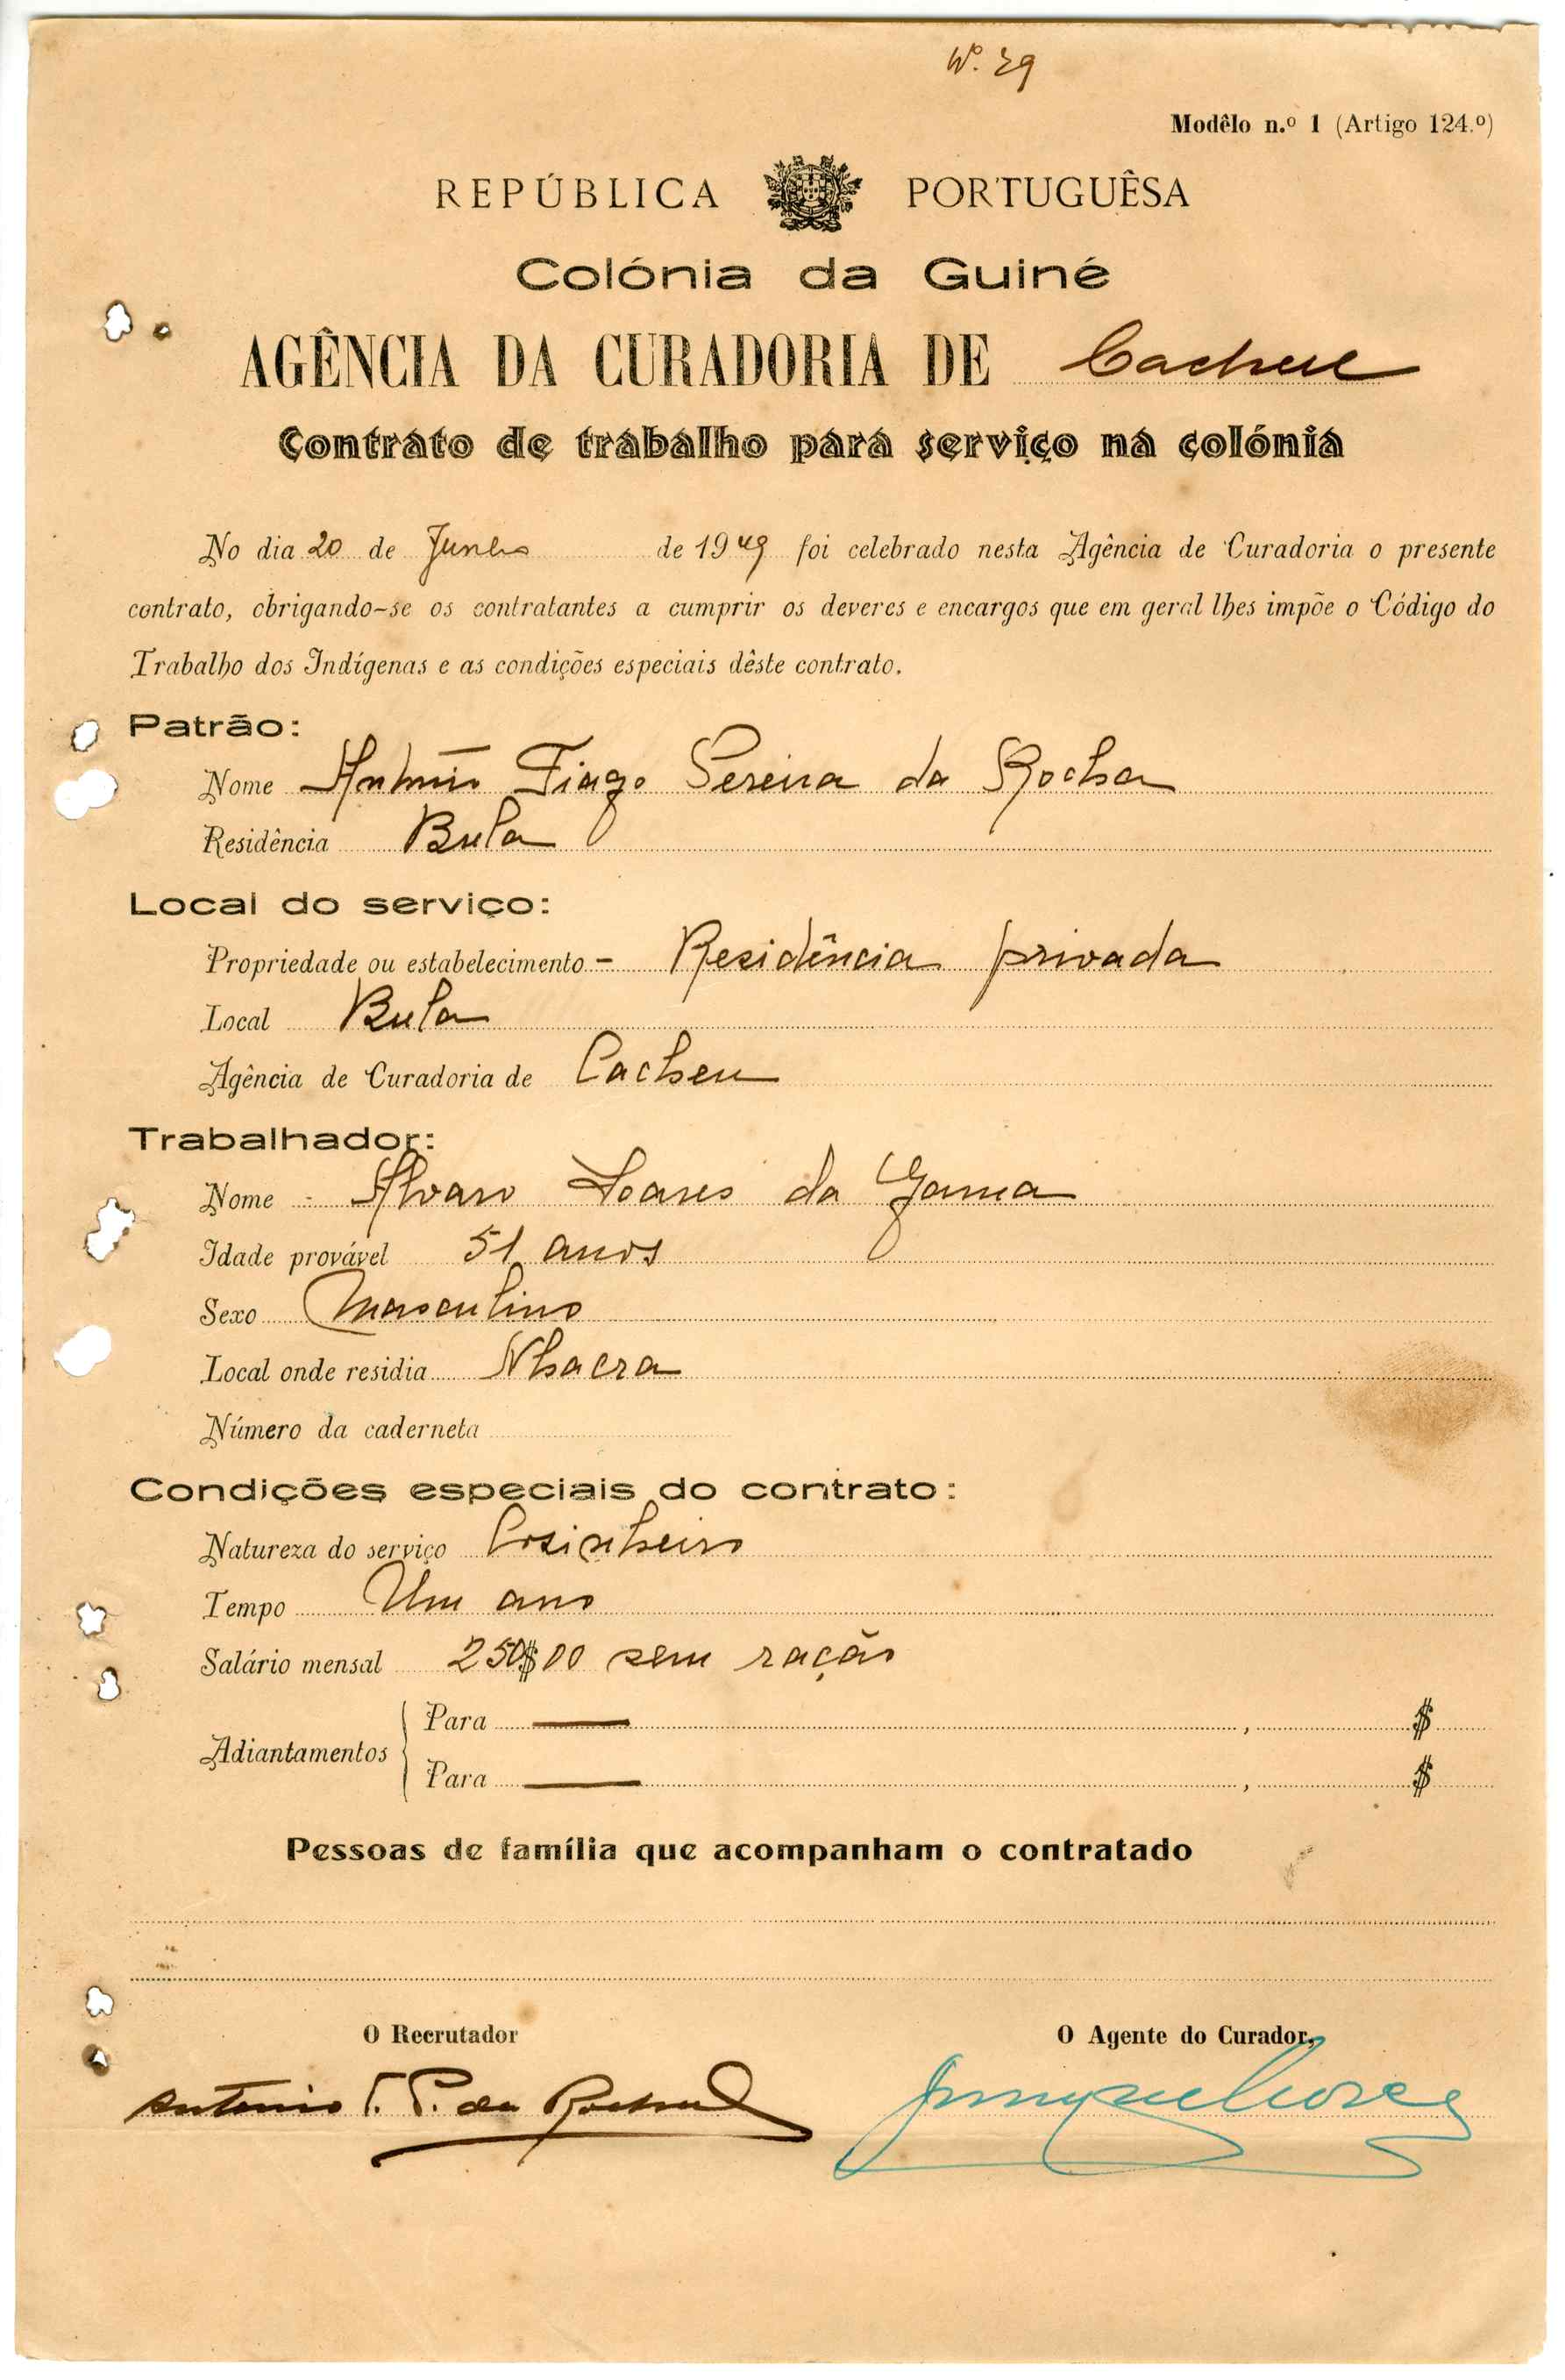 Nº. 29
Modêlo n.º 1 (Artigo 124.º)
REPÚBLICA PORTUGUÊSA
Colónia da Guiné
AGÊNCIA DA CURADORIA DE Cacheu
Contrato de trabalho para serviço na colónia
No dia 20 de Junho de 1949 foi celebrado nesta Agência de Curadoria o presente
contrato, obrigando-se os contratantes a cumprir os deveres e encargos que em geral lhes impõe o Código do
Trabalho dos Indígenas e as condições especiais dêste contrato.
Patrão:
Nome António Tiago Pereira da Rocha
Residência Bula
Local do serviço:
Propriedade ou estabelecimento - Residência privada
Local Bula
Agência de Curadoria de Cacheu
Trabalhador:
Nome - Alvaro Soares da Gama
Idade provável 51 anos
Sexo Masculino
Local onde residia Nhacra
Número da caderneta
Condições especiais do contrato:
Natureza do serviço Cosinheiro
Tempo Um ano
Salário mensal 250$00 sem ração
Adiantamentos
Para — , $
Para — , $
Pessoas de família que acompanham o contratado
O Recrutador O Agente do Curador,
Antonio T. P. da Rocha